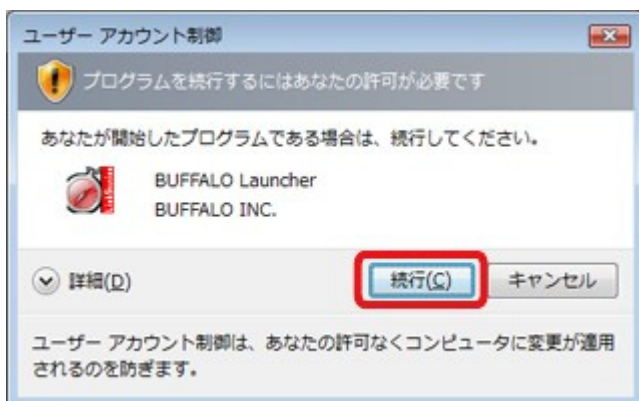 ユーザー アカウント制御
プログラムを続行するにはあなたの許可が必要です
あなたが開始したプログラムである場合は、続行してください。
BUFFALO Launcher
BUFFALO INC.
詳細(D)
続行(C)
キャンセル
ユーザー アカウント制御は、あなたの許可なくコンピュータに変更が適用
されるのを防ぎます。